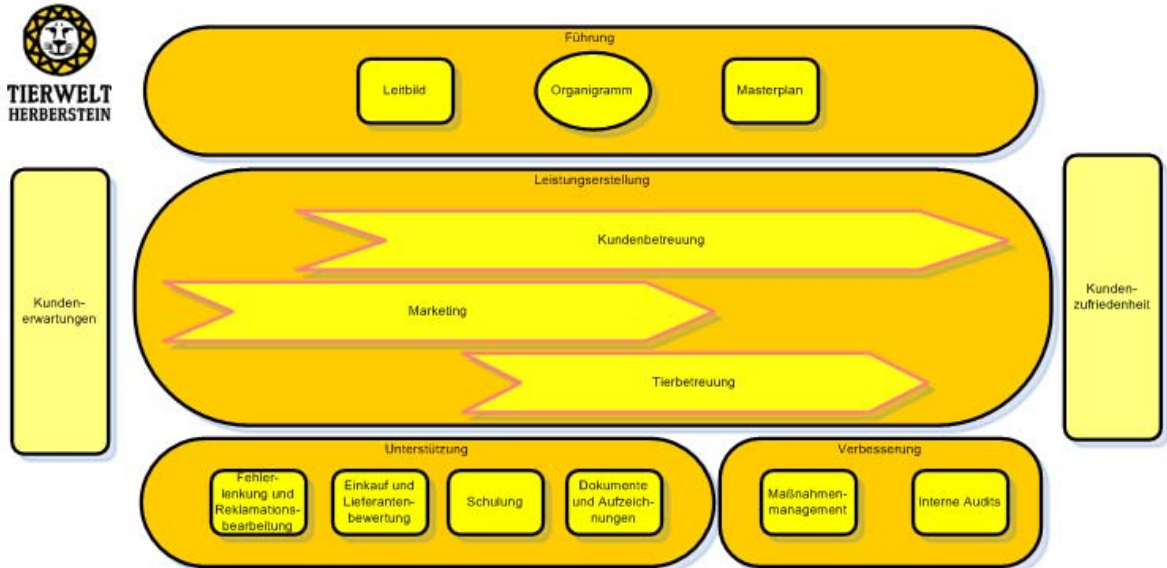 TIERWELT
HERBERSTEIN
Führung
Leitbild
Organigramm
Masterplan
Kunden-
erwartungen
Leistungserstellung
Kundenbetreuung
Marketing
Tierbetreuung
Kunden-
zufriedenheit
Unterstützung
Fehler-
lenkung und
Reklamations-
bearbeitung
Einkauf und
Lieferanten-
bewertung
Schulung
Dokumente
und Aufzeich-
nungen
Verbesserung
Maßnahmen-
management
Interne Audits